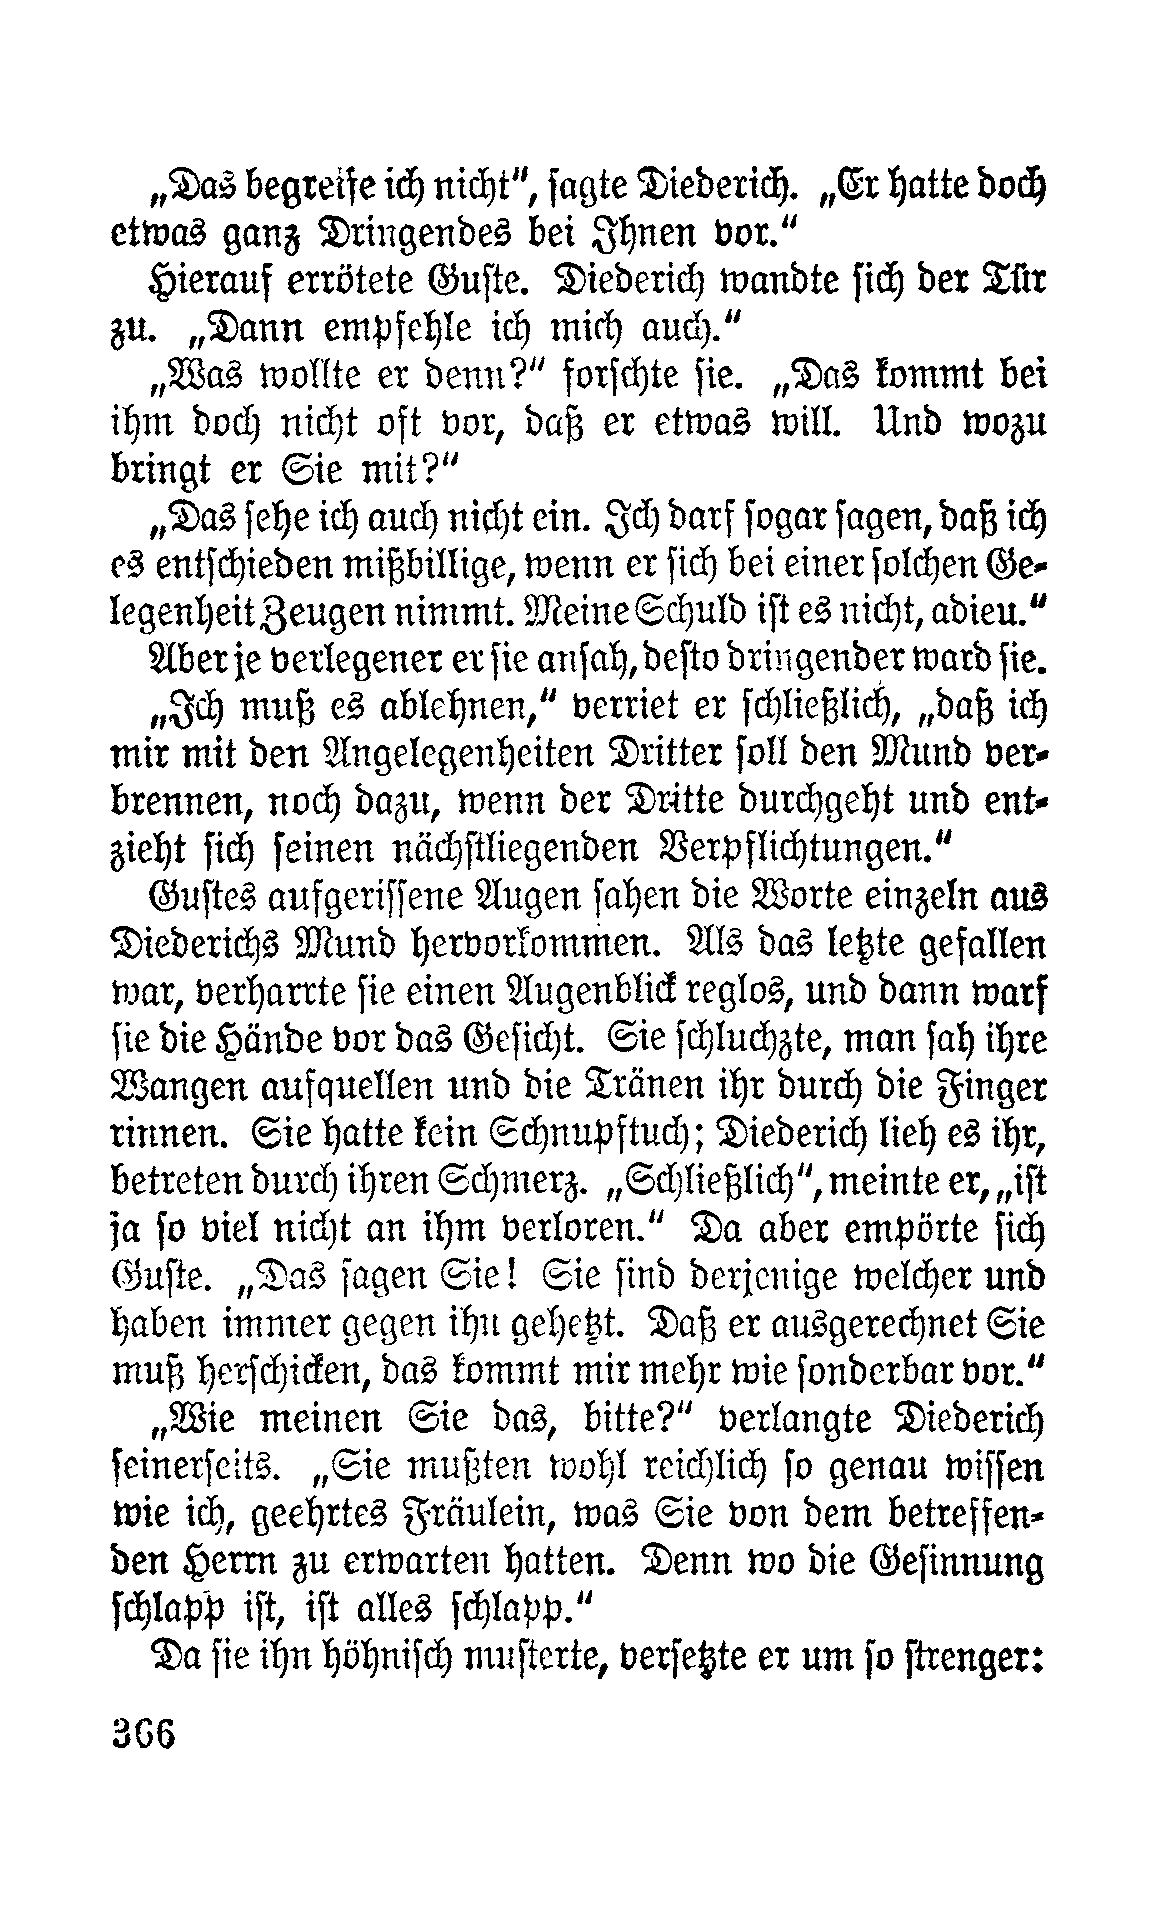 „Das begreife ich nicht“, sagte Diederich. „Er hatte doch
etwas ganz Dringendes bei Ihnen vor.“
Hierauf errötete Guste. Diederich wandte sich der Tür
zu. „Dann empfehle ich mich auch.“
„Was wollte er denn?“ forschte sie. „Das kommt bei
ihm doch nicht oft vor, daß er etwas will. Und wozu
bringt er Sie mit?“
„Das sehe ich auch nicht ein. Ich darf sogar sagen, daß ich
es entschieden mißbillige, wenn er sich bei einer solchen Ge-
legenheit Zeugen nimmt. Meine Schuld ist es nicht, adieu.“
Aber je verlegener er sie ansah, desto dringender ward sie.
„Ich muß es ablehnen,“ verriet er schließlich, „daß ich
mir mit den Angelegenheiten Dritter soll den Mund ver-
brennen, noch dazu, wenn der Dritte durchgeht und ent-
zieht sich seinen nächstliegenden Verpflichtungen.“
Gustes aufgerissene Augen sahen die Worte einzeln aus
Diederichs Mund hervorkommen. Als das letzte gefallen
war, verharrte sie einen Augenblick reglos, und dann warf
sie die Hände vor das Gesicht. Sie schluchzte, man sah ihre
Wangen aufquellen und die Tränen ihr durch die Finger
rinnen. Sie hatte kein Schnupftuch; Diederich lieh es ihr,
betreten durch ihren Schmerz. „Schließlich“, meinte er, „ist
ja so viel nicht an ihm verloren.“ Da aber empörte sich
Guste. „Das sagen Sie! Sie sind derjenige welcher und
haben immer gegen ihn gehetzt. Daß er ausgerechnet Sie
muß herschicken, das kommt mir mehr wie sonderbar vor.“
„Wie meinen Sie das, bitte?“ verlangte Diederich
seinerseits. „Sie mußten wohl reichlich so genau wissen
wie ich, geehrtes Fräulein, was Sie von dem betreffen-
den Herrn zu erwarten hatten. Denn wo die Gesinnung
schlapp ist, ist alles schlapp.“
Da sie ihn höhnisch musterte, versetzte er um so strenger:
366